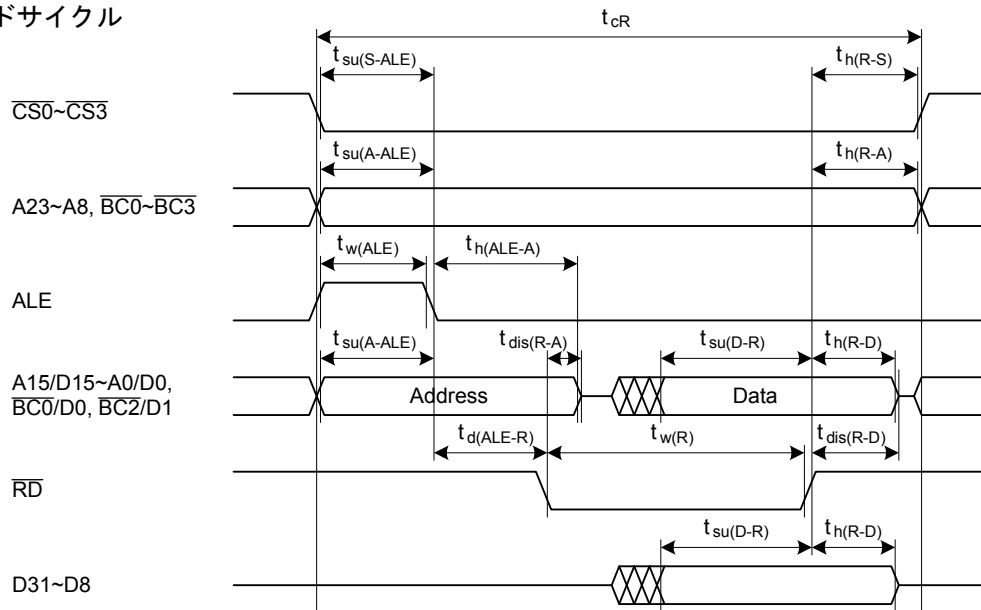 ドサイクル
tcR
tsu(S-ALE)
th(R-S)
CS0~CS3
tsu(A-ALE)
th(R-A)
A23~A8, BC0~BC3
tw(ALE)
th(ALE-A)
ALE
tsu(A-ALE)
tdis(R-A)
tsu(D-R)
th(R-D)
A15/D15~A0/D0,
BC0/D0, BC2/D1
Address
Data
td(ALE-R)
tw(R)
tdis(R-D)
RD
tsu(D-R)
th(R-D)
D31~D8